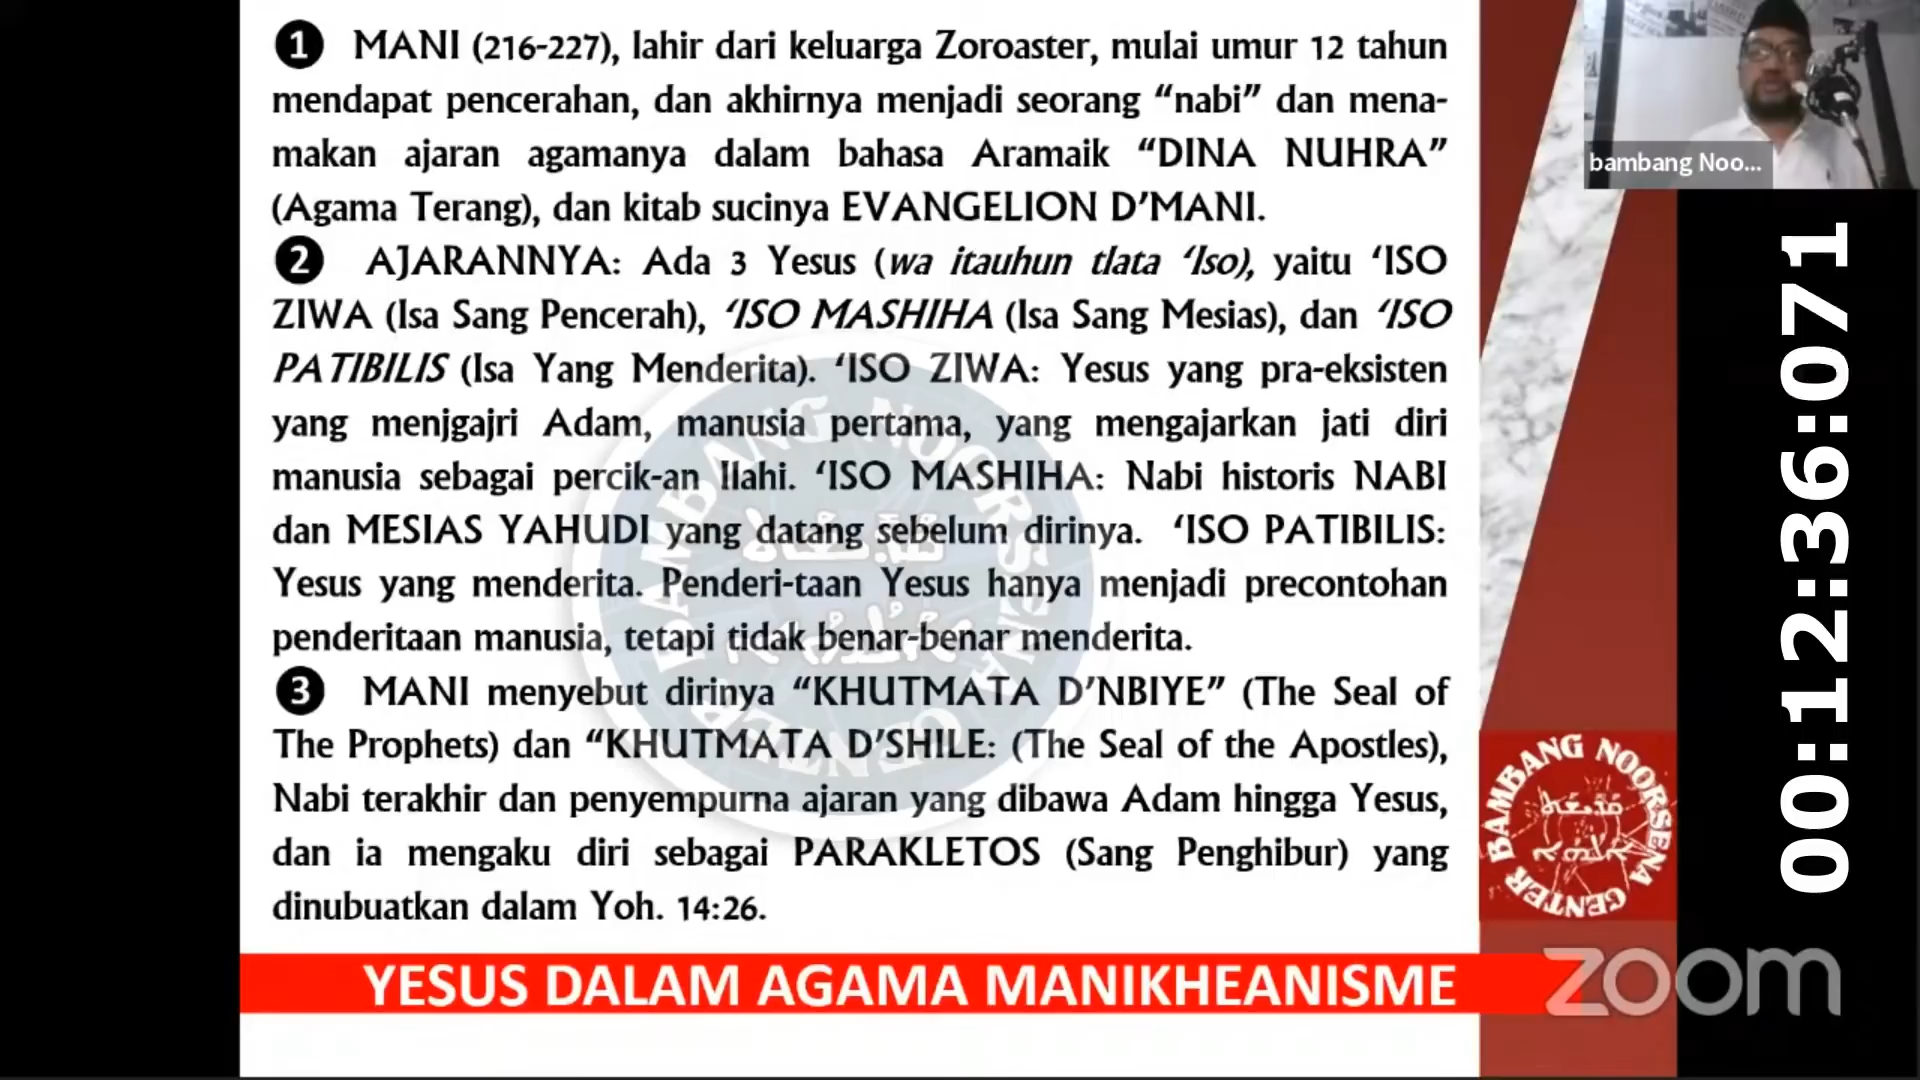 ❶ MANI (216-227), lahir dari keluarga Zoroaster, mulai umur 12 tahun
mendapat pencerahan, dan akhirnya menjadi seorang “nabi” dan mena-
makan ajaran agamanya dalam bahasa Aramaik “DINA NUHRA”
(Agama Terang), dan kitab sucinya EVANGELION D’MANI.
❷ AJARANNYA: Ada 3 Yesus (wa itauhun tlata ‘Iso), yaitu ‘ISO
ZIWA (Isa Sang Pencerah), ‘ISO MASHIHA (Isa Sang Mesias), dan ‘ISO
PATIBILIS (Isa Yang Menderita). ‘ISO ZIWA: Yesus yang pra-eksisten
yang menjgajri Adam, manusia pertama, yang mengajarkan jati diri
manusia sebagai percik-an Ilahi. ‘ISO MASHIHA: Nabi historis NABI
dan MESIAS YAHUDI yang datang sebelum dirinya. ‘ISO PATIBILIS:
Yesus yang menderita. Penderi-taan Yesus hanya menjadi precontohan
penderitaan manusia, tetapi tidak benar-benar menderita.
❸ MANI menyebut dirinya “KHUTMATA D’NBIYE” (The Seal of
The Prophets) dan “KHUTMATA D’SHILE: (The Seal of the Apostles),
Nabi terakhir dan penyempurna ajaran yang dibawa Adam hingga Yesus,
dan ia mengaku diri sebagai PARAKLETOS (Sang Penghibur) yang
dinubuatkan dalam Yoh. 14:26.
YESUS DALAM AGAMA MANIKHEANISME
bambang Noo...
00:12:36:071
BAMBANG NOORSENA CENTER
BAMBANG NOORSENA CENTER
zoom